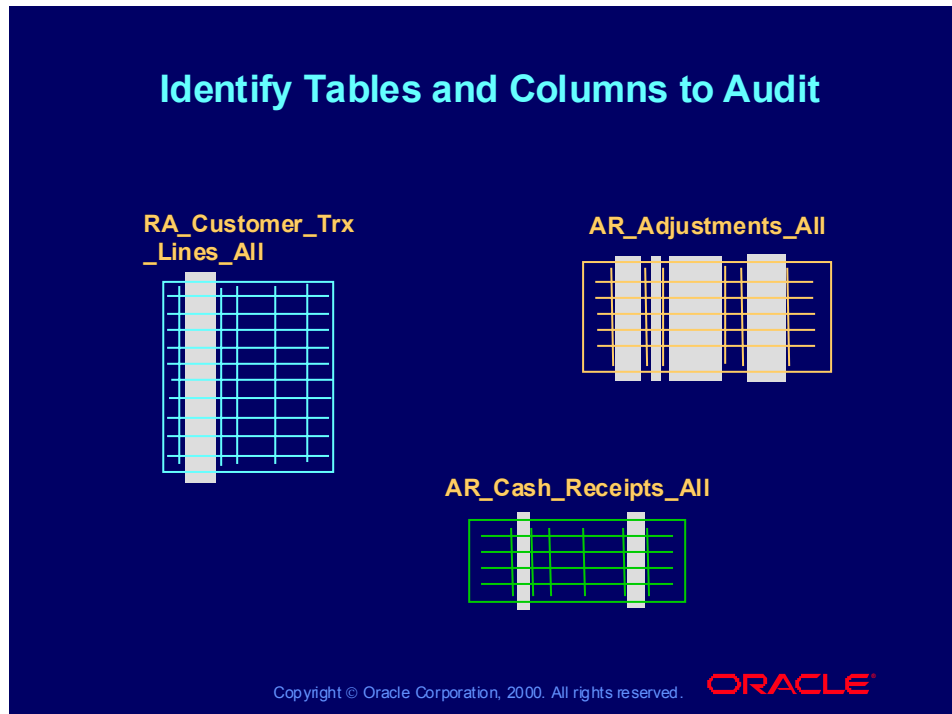 Identify Tables and Columns to Audit
RA_Customer_Trx
_Lines_All
AR_Adjustments_All
AR_Cash_Receipts_All
Copyright © Oracle Corporation, 2000. All rights reserved.
ORACLE®